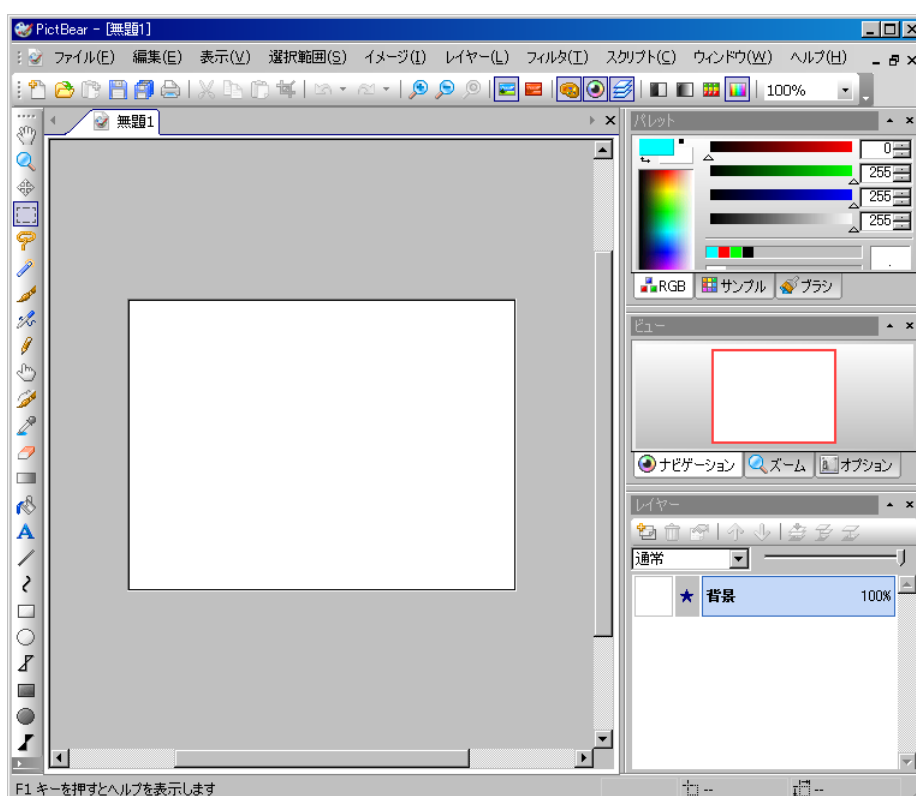 PictBear - [無題1]
ファイル(F) 編集(E) 表示(V) 選択範囲(S) イメージ(I) レイヤー(L) フィルタ(T) スクリプト(C) ウィンドウ(W) ヘルプ(H)
100%
無題1
パレット
0
255
255
255
RGB サンプル ブラシ
ビュー
ナビゲーション ズーム オプション
レイヤー
通常
背景 100%
A
F1 キーを押すとヘルプを表示します
-- --